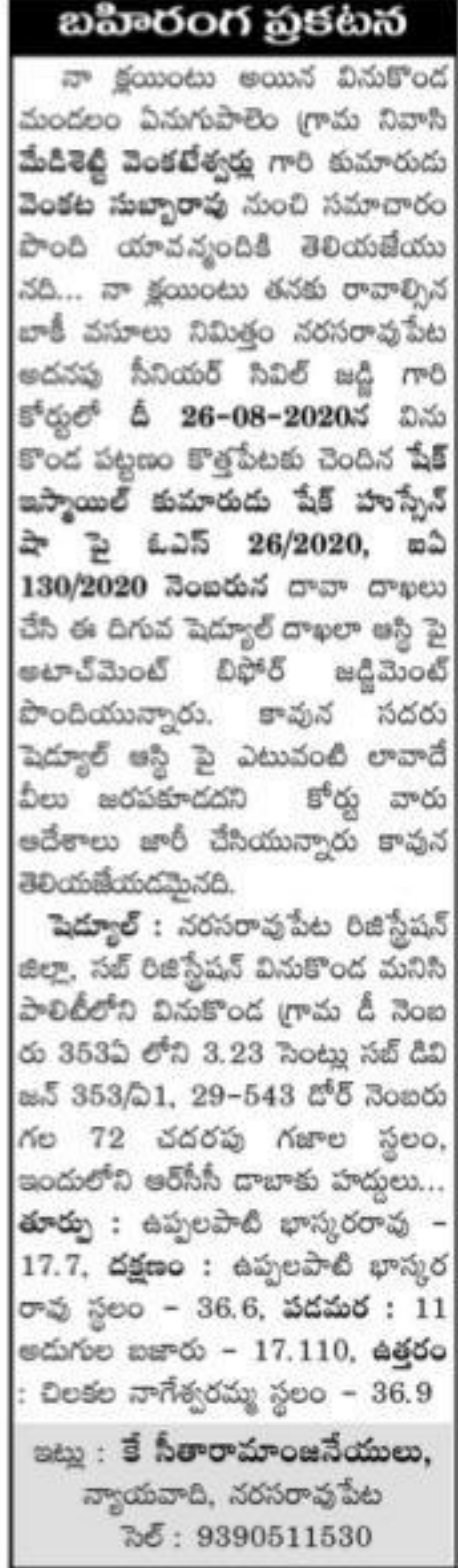 బహిరంగ ప్రకటన
నా క్లయింటు అయిన వినుకొండ
మండలం ఏనుగుపాలెం గ్రామ నివాసి
మేడిశెట్టి వెంకటేశ్వర్లు గారి కుమారుడు
వెంకట సుబ్బారావు నుంచి సమాచారం
పొంది యావన్మందికి తెలియజేయు
నది... నా క్లయింటు తనకు రావాల్సిన
బాకీ వసూలు నిమిత్తం నరసరావుపేట
అదనపు సీనియర్ సివిల్ జడ్జి గారి
కోర్టులో దీ 26-08-2020న విను
కొండ పట్టణం కొత్తపేటకు చెందిన షేక్
ఇస్మాయిల్ కుమారుడు షేక్ హుస్సేన్
షా పై ఓఎస్ 26/2020, ఐఏ
130/2020 నెంబరున దావా దాఖలు
చేసి ఈ దిగువ షెడ్యూల్ దాఖలా ఆస్తి పై
అటాచ్‌మెంట్ బిఫోర్ జడ్జిమెంట్
పొందియున్నారు. కావున సదరు
షెడ్యూల్ ఆస్తి పై ఎటువంటి లావాదే
వీలు జరపకూడదని కోర్టు వారు
ఆదేశాలు జారీ చేసియున్నారు కావున
తెలియజేయడమైనది.
షెడ్యూల్ : నరసరావుపేట రిజిస్ట్రేషన్
జిల్లా, సబ్ రిజిస్ట్రేషన్ వినుకొండ మనిసి
పాలిటీలోని వినుకొండ గ్రామ డీ నెంబ
రు 353ఏ లోని 3.23 సెంట్లు సబ్ డివి
జన్ 353/ఏ1, 29-543 డోర్ నెంబరు
గల 72 చదరపు గజాల స్థలం,
ఇందులోని ఆర్‌సీసీ డాబాకు హద్దులు...
తూర్పు : ఉప్పలపాటి భాస్కరరావు -
17.7, దక్షణం : ఉప్పలపాటి భాస్కర
రావు స్థలం - 36.6, పడమర : 11
అడుగుల బజారు - 17.110, ఉత్తరం
: చిలకల నాగేశ్వరమ్మ స్థలం - 36.9
ఇట్లు : కే సీతారామాంజనేయులు,
న్యాయవాది, నరసరావుపేట
సెల్ : 9390511530